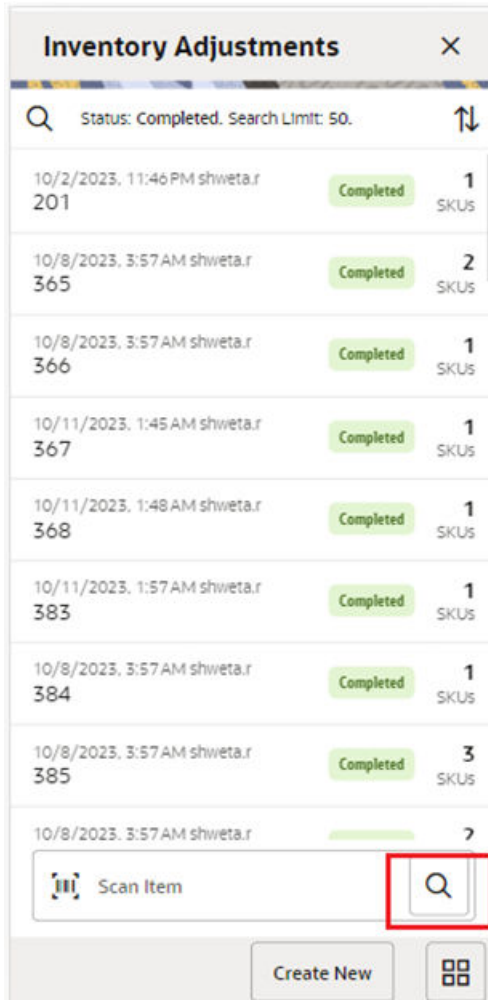 Inventory Adjustments
Status: Completed. Search Limit: 50.
10/2/2023, 11:46 PM shweta.r
201
Completed
1
SKUs
10/8/2023, 3:57 AM shweta.r
365
Completed
2
SKUs
10/8/2023, 3:57 AM shweta.r
366
Completed
1
SKUs
10/11/2023, 1:45 AM shweta.r
367
Completed
1
SKUs
10/11/2023, 1:48 AM shweta.r
368
Completed
1
SKUs
10/11/2023, 1:57 AM shweta.r
383
Completed
1
SKUs
10/8/2023, 3:57 AM shweta.r
384
Completed
1
SKUs
10/8/2023, 3:57 AM shweta.r
385
Completed
3
SKUs
10/8/2023, 3:57 AM shweta.r
2
Scan Item
Create New